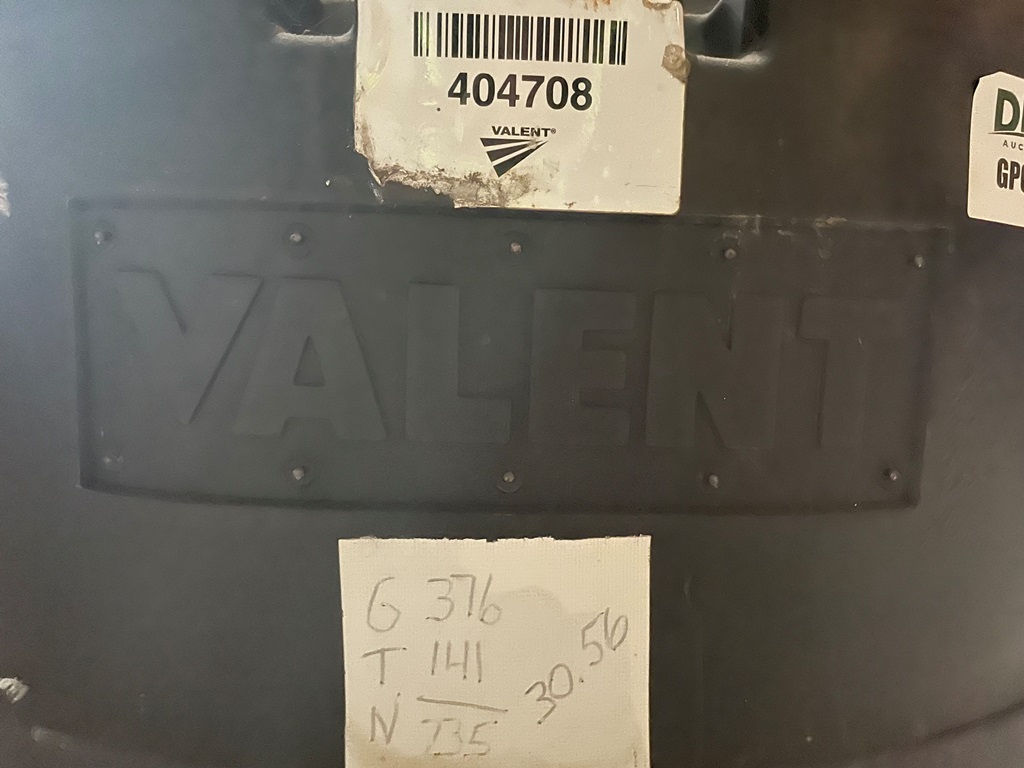 404708
VALENT®
VALENT
G 376
T 141
N 235
30.56